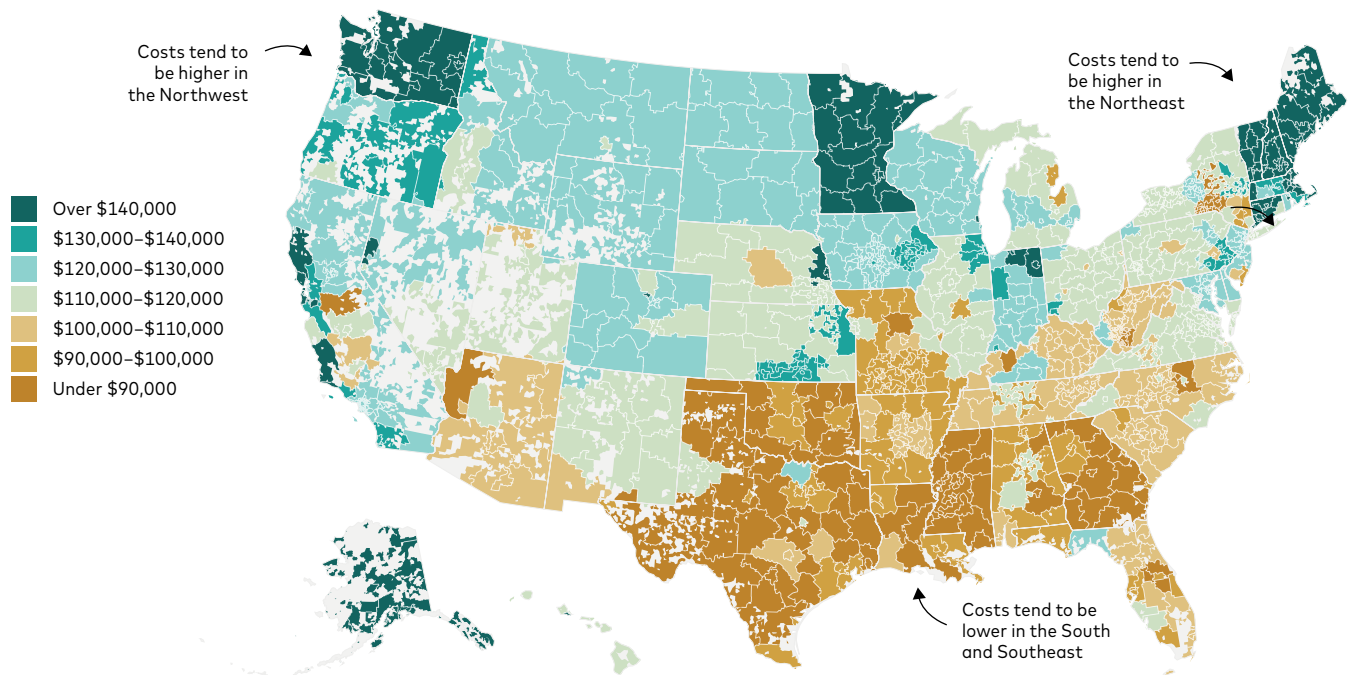 Costs tend to
be higher in
the Northwest
Costs tend to
be higher in
the Northeast
Over $140,000
$130,000–$140,000
$120,000–$130,000
$110,000–$120,000
$100,000–$110,000
$90,000–$100,000
Under $90,000
Costs tend to be
lower in the South
and Southeast